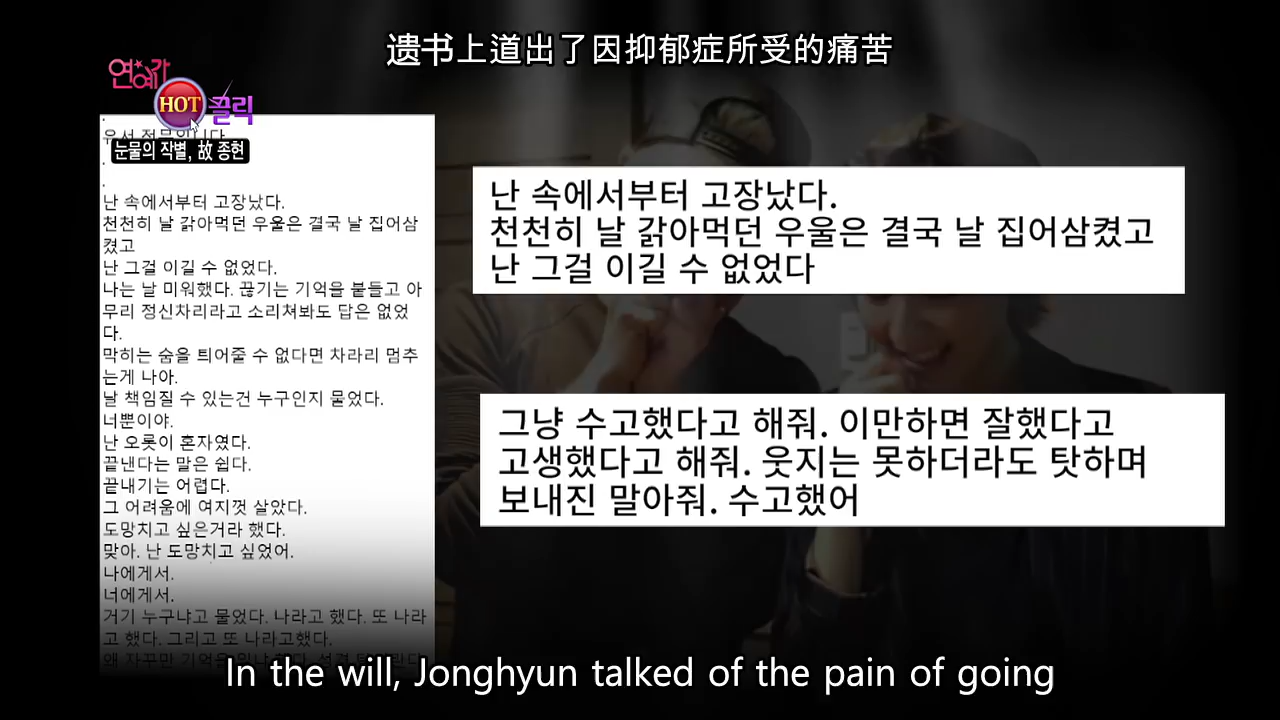 遗书上道出了因抑郁症所受的痛苦
연예가
HOT 클릭
우선 전문입니다.
눈물의 작별, 故 종현
난 속에서부터 고장났다.
천천히 날 갉아먹던 우울은 결국 날 집어삼
켰고
난 그걸 이길 수 없었다.
나는 날 미워했다. 끊기는 기억을 붙들고 아
무리 정신차리라고 소리쳐봐도 답은 없었
다.
막히는 숨을 틔어줄 수 없다면 차라리 멈추
는게 나아.
날 책임질 수 있는건 누구인지 물었다.
너뿐이야.
난 오롯이 혼자였다.
끝낸다는 말은 쉽다.
끝내기는 어렵다.
그 어려움에 여지껏 살았다.
도망치고 싶은거라 했다.
맞아. 난 도망치고 싶었어.
나에게서.
너에게서.
거기 누구냐고 물었다. 나라고 했다. 또 나라
고 했다. 그리고 또 나라고했다.
왜 자꾸만 기억을
난 속에서부터 고장났다.
천천히 날 갉아먹던 우울은 결국 날 집어삼켰고
난 그걸 이길 수 없었다
그냥 수고했다고 해줘. 이만하면 잘했다고
고생했다고 해줘. 웃지는 못하더라도 탓하며
보내진 말아줘. 수고했어
In the will, Jonghyun talked of the pain of going